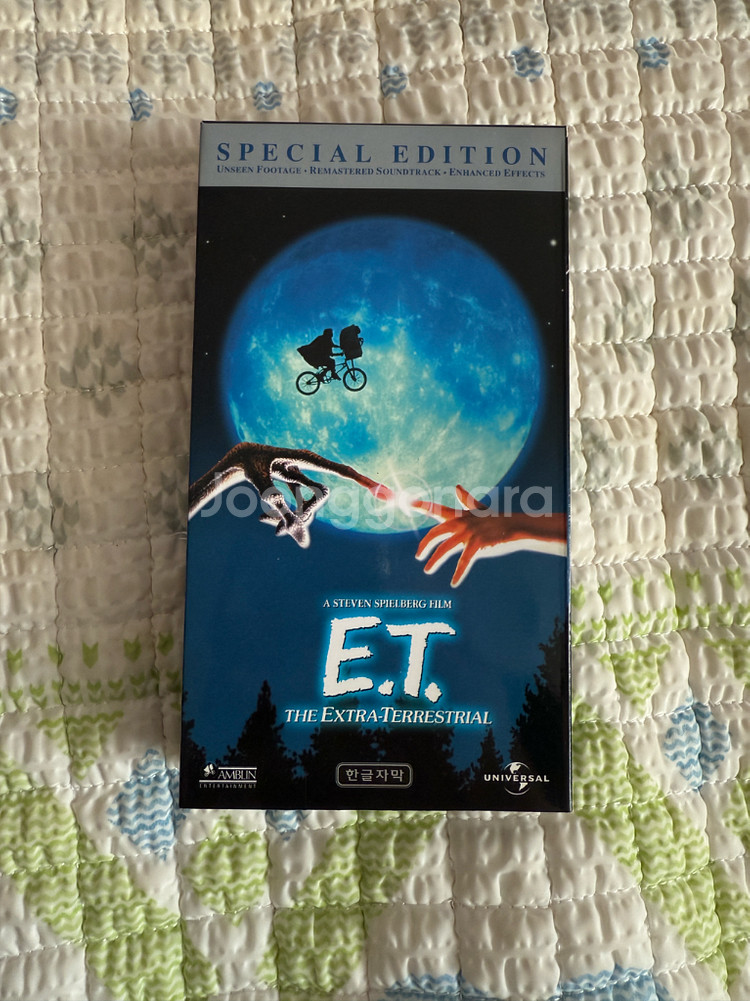 SPECIAL EDITION
UNSEEN FOOTAGE • REMASTERED SOUNDTRACK • ENHANCED EFFECTS
Joonggonara
A STEVEN SPIELBERG FILM
E.T.
THE EXTRA-TERRESTRIAL
AMBLIN
ENTERTAINMENT
한글자막
UNIVERSAL